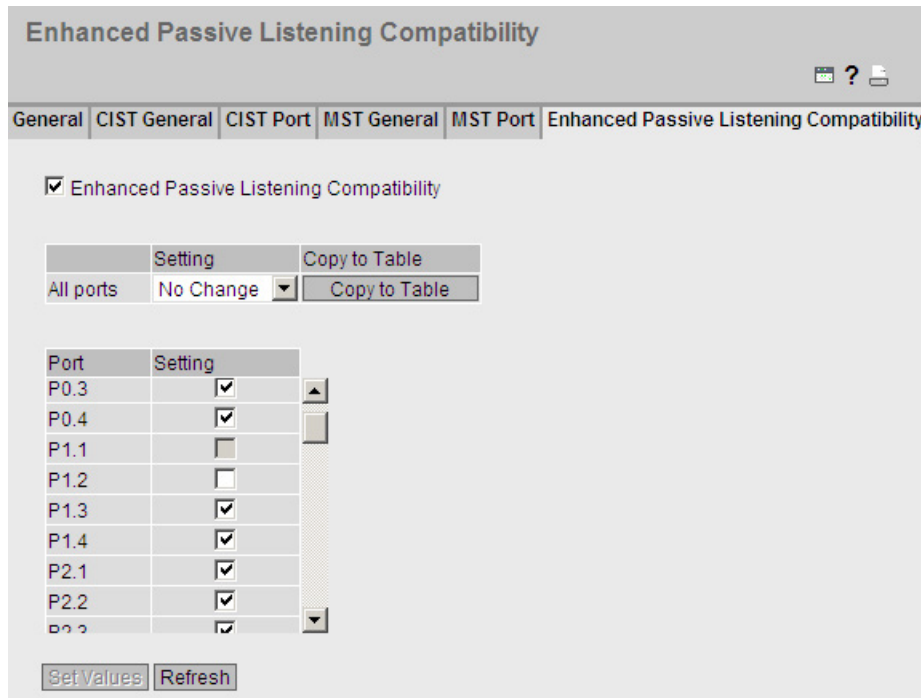 Enhanced Passive Listening Compatibility
?
General CIST General CIST Port MST General MST Port Enhanced Passive Listening Compatibility
Enhanced Passive Listening Compatibility
Setting Copy to Table
All ports No Change Copy to Table
Port Setting
P0.3
P0.4
P1.1
P1.2
P1.3
P1.4
P2.1
P2.2
P2.3
Set Values Refresh